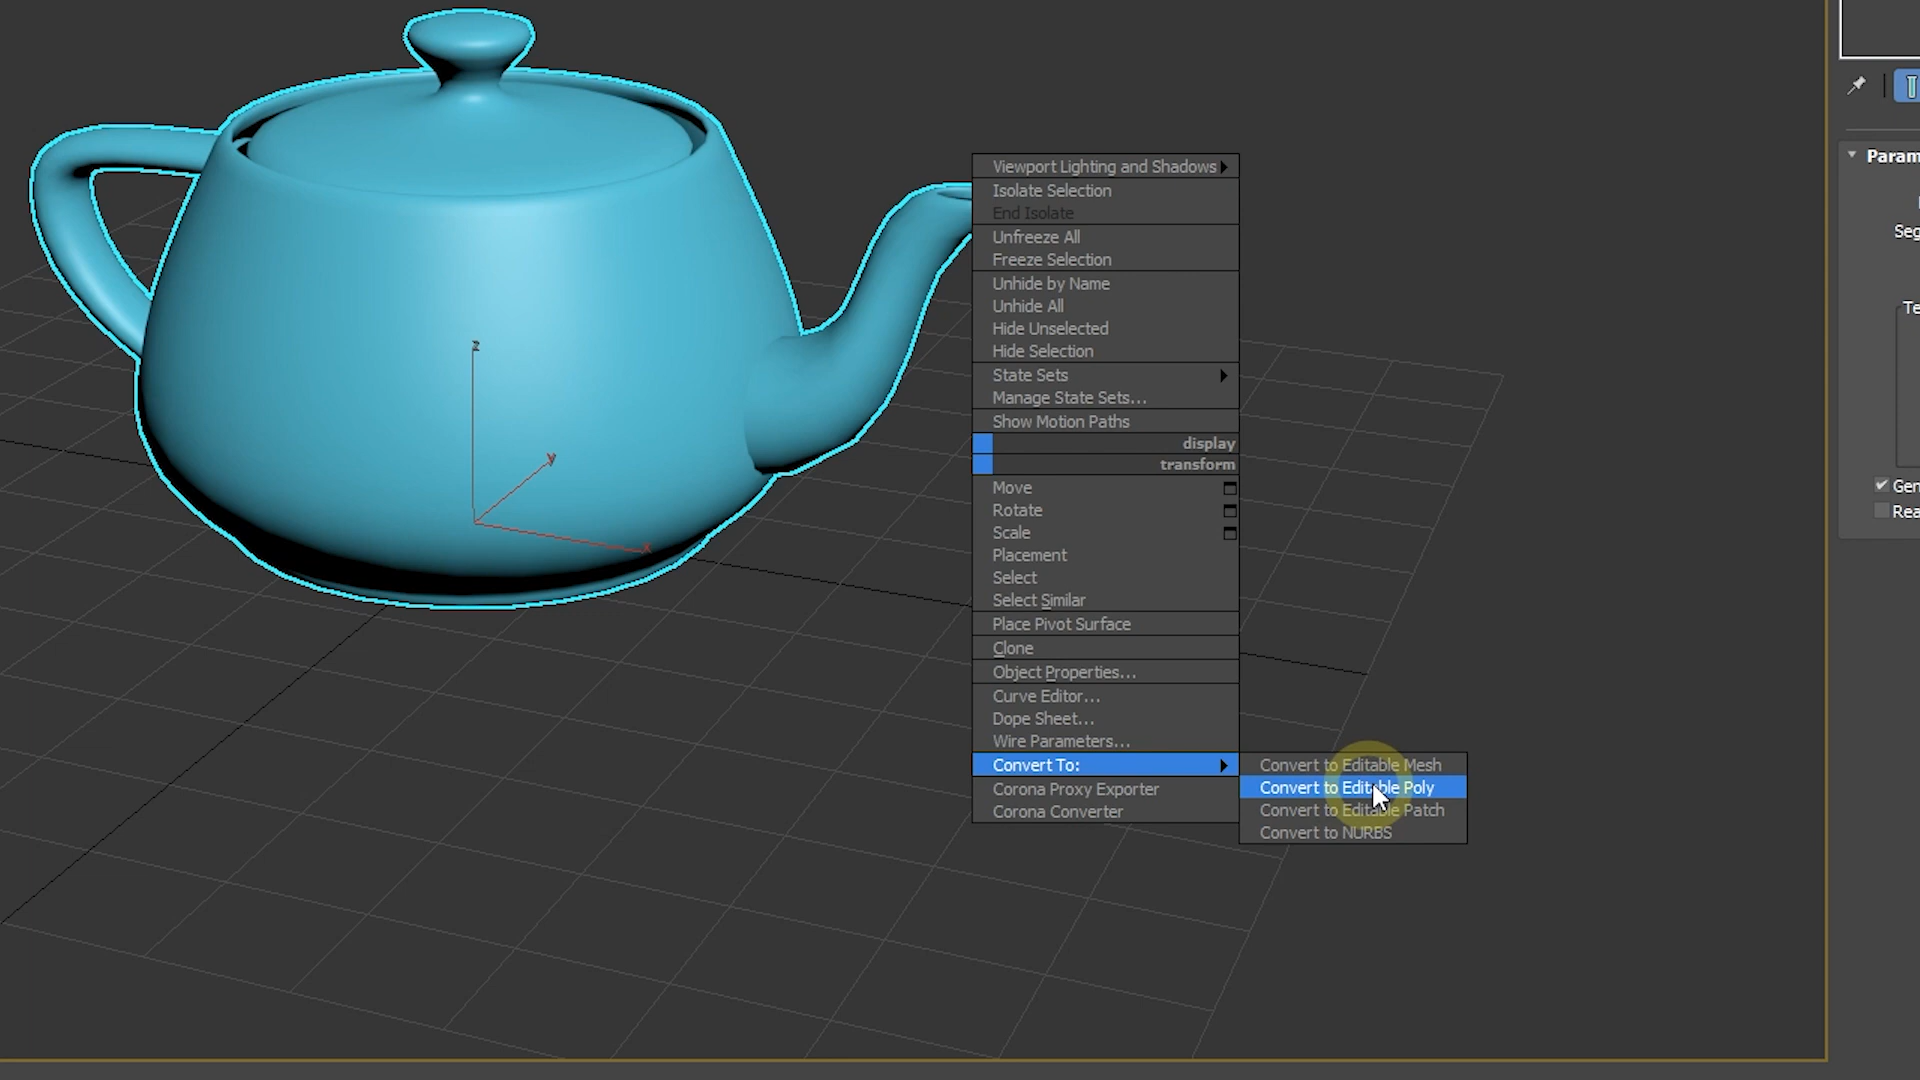 Viewport Lighting and Shadows
Isolate Selection
End Isolate
Unfreeze All
Freeze Selection
Unhide by Name
Unhide All
Hide Unselected
Hide Selection
State Sets
Manage State Sets...
Show Motion Paths
display
transform
Move
Rotate
Scale
Placement
Select
Select Similar
Place Pivot Surface
Clone
Object Properties...
Curve Editor...
Dope Sheet...
Wire Parameters...
Convert To:
Corona Proxy Exporter
Corona Converter
Convert to Editable Mesh
Convert to Editable Poly
Convert to Editable Patch
Convert to NURBS
z
y
x
Param
Seg
Te
Gen
Rea